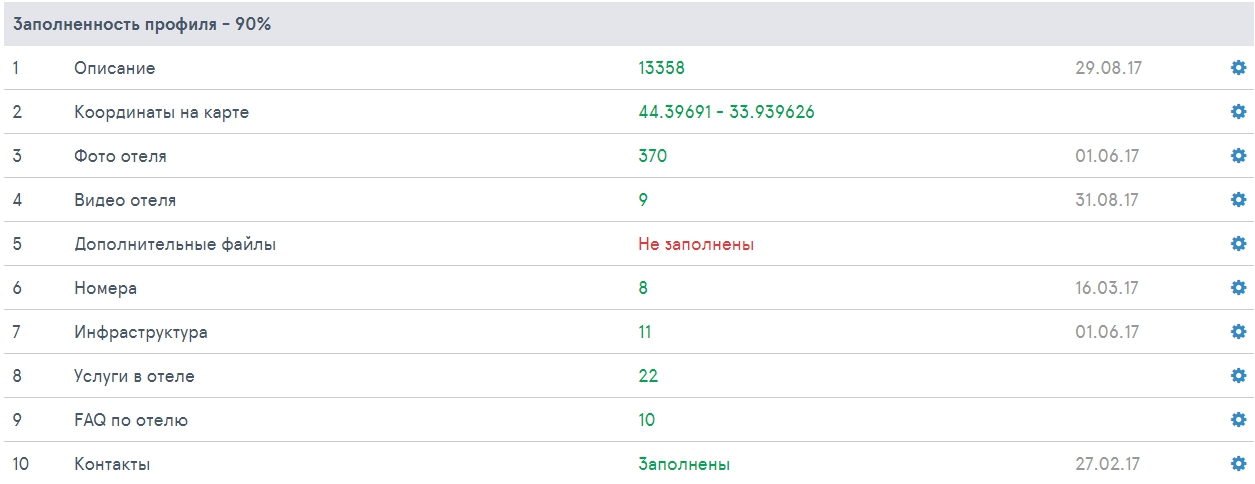 Заполненность профиля - 90%
1 Описание 13358 29.08.17
2 Координаты на карте 44.39691 - 33.939626
3 Фото отеля 370 01.06.17
4 Видео отеля 9 31.08.17
5 Дополнительные файлы Не заполнены
6 Номера 8 16.03.17
7 Инфраструктура 11 01.06.17
8 Услуги в отеле 22
9 FAQ по отелю 10
10 Контакты Заполнены 27.02.17